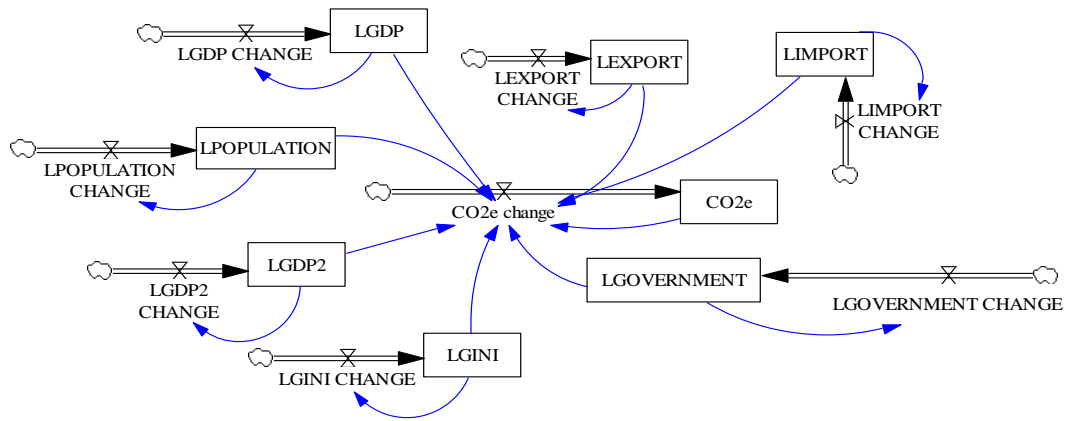 LGDP
LGDP CHANGE
LEXPORT
LEXPORT
CHANGE
LIMPORT
LIMPORT
CHANGE
LPOPULATION
LPOPULATION
CHANGE
CO2e
CO2e change
LGDP2
LGDP2
CHANGE
LGOVERNMENT
LGOVERNMENT CHANGE
LGINI
LGINI CHANGE